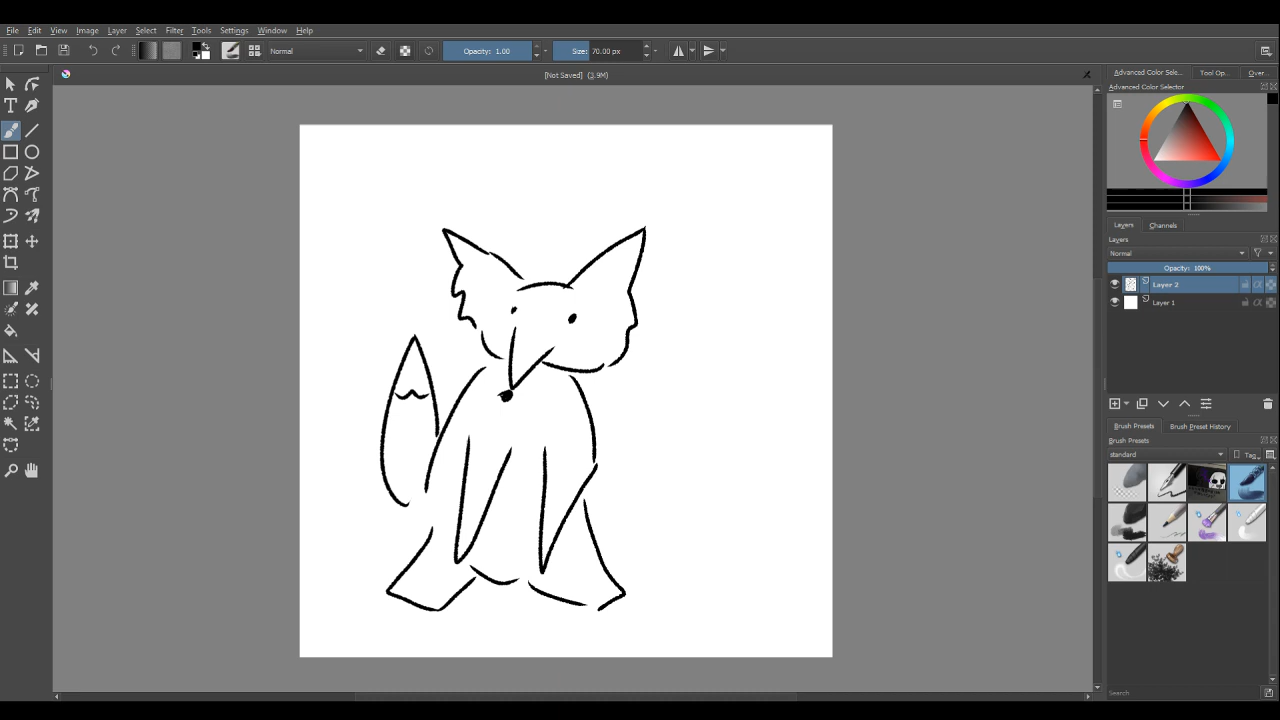 File Edit View Image Layer Select Filter Tools Settings Window Help
Normal Opacity: 1.00 Size: 70.00 px
[Not Saved] (3.9M)
Advanced Color Sele... Tool Op... Over...
Advanced Color Selector
Layers Channels
Layers
Normal
Opacity: 100%
Layer 2
Layer 1
Brush Presets Brush Preset History
Brush Presets
standard Tag
Search